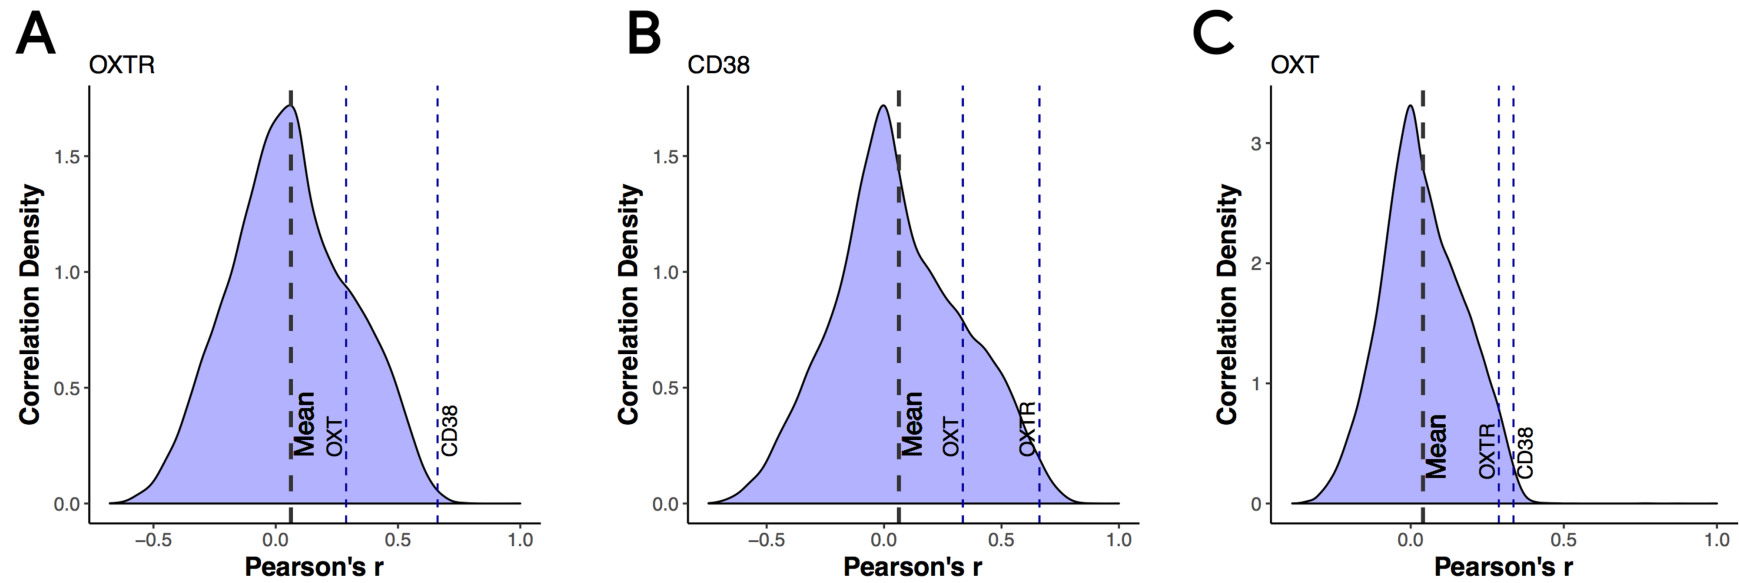 A
OXTR
Correlation Density
1.5
1.0
0.5
0.0
Mean
OXT
CD38
−0.5
0.0
0.5
1.0
Pearson's r
B
CD38
Correlation Density
1.5
1.0
0.5
0.0
Mean
OXT
OXTR
−0.5
0.0
0.5
1.0
Pearson's r
C
OXT
Correlation Density
3
2
1
0
Mean
OXTR
CD38
0.0
0.5
1.0
Pearson's r